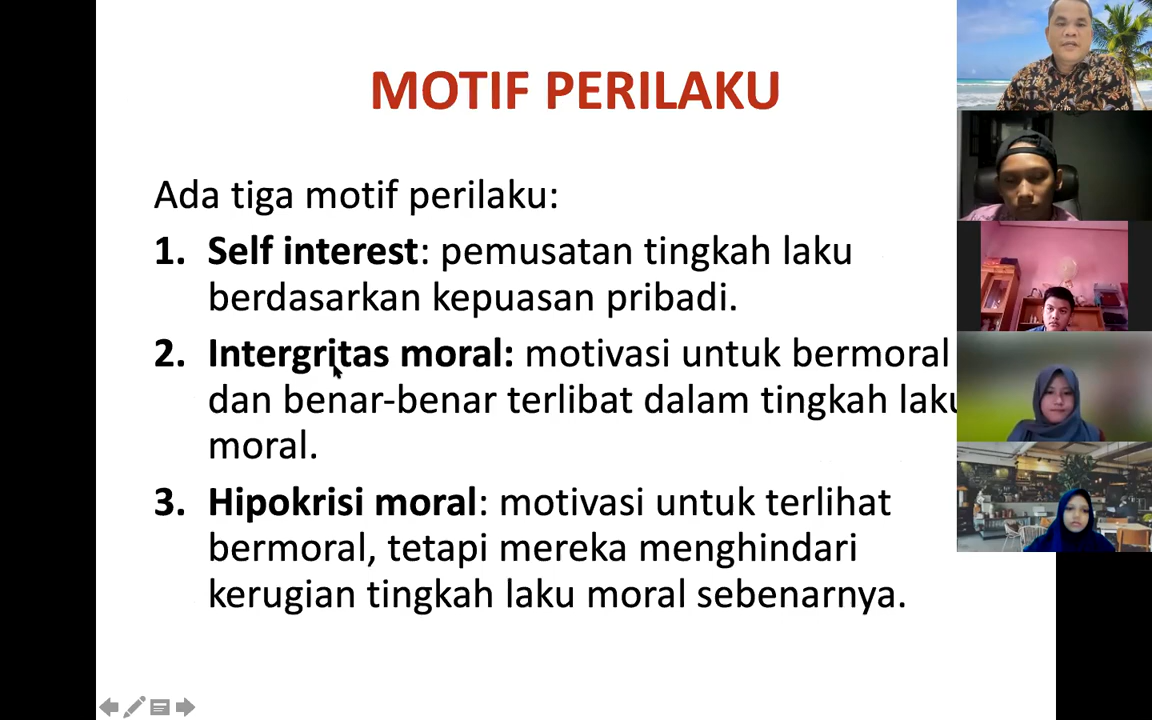 MOTIF PERILAKU
Ada tiga motif perilaku:
1. Self interest: pemusatan tingkah laku
berdasarkan kepuasan pribadi.
2. Intergritas moral: motivasi untuk bermoral
dan benar-benar terlibat dalam tingkah laku
moral.
3. Hipokrisi moral: motivasi untuk terlihat
bermoral, tetapi mereka menghindari
kerugian tingkah laku moral sebenarnya.